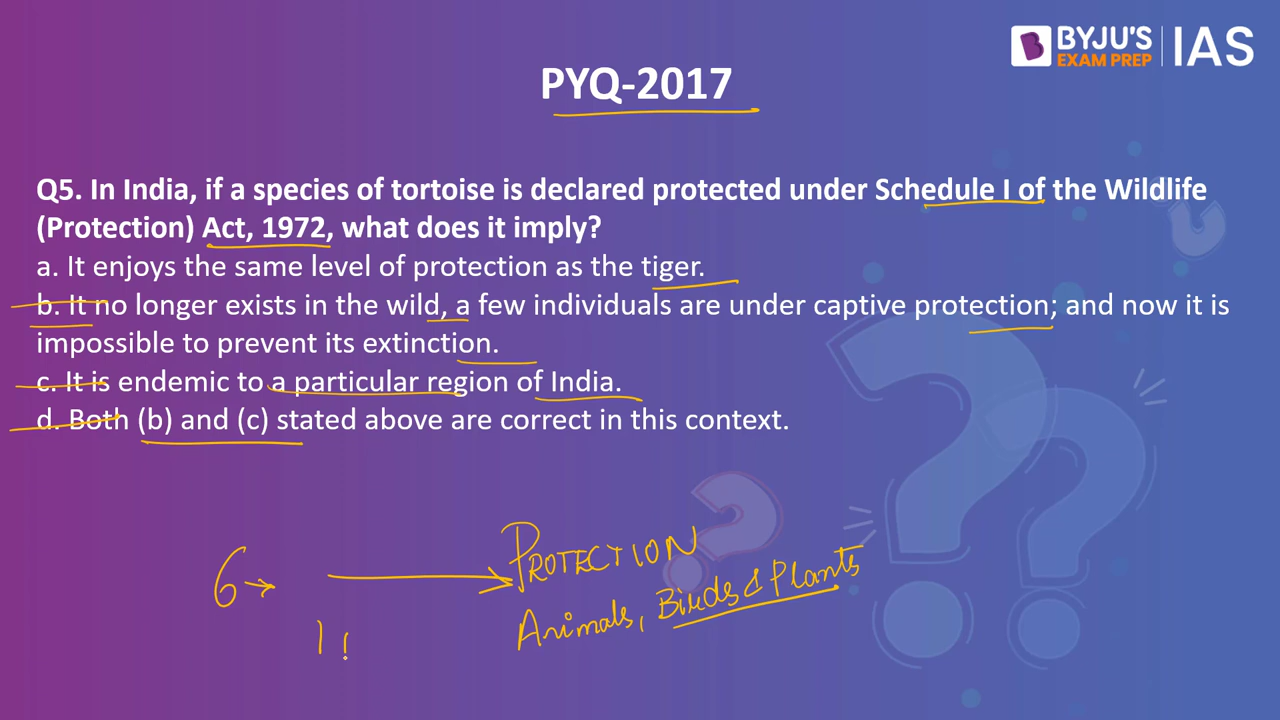 BYJU'S
EXAM PREP
IAS
PYQ-2017
Q5. In India, if a species of tortoise is declared protected under Schedule I of the Wildlife
(Protection) Act, 1972, what does it imply?
a. It enjoys the same level of protection as the tiger.
b. It no longer exists in the wild, a few individuals are under captive protection; and now it is
impossible to prevent its extinction.
c. It is endemic to a particular region of India.
d. Both (b) and (c) stated above are correct in this context.
6 → → PROTECTION
Animals, Birds & Plants